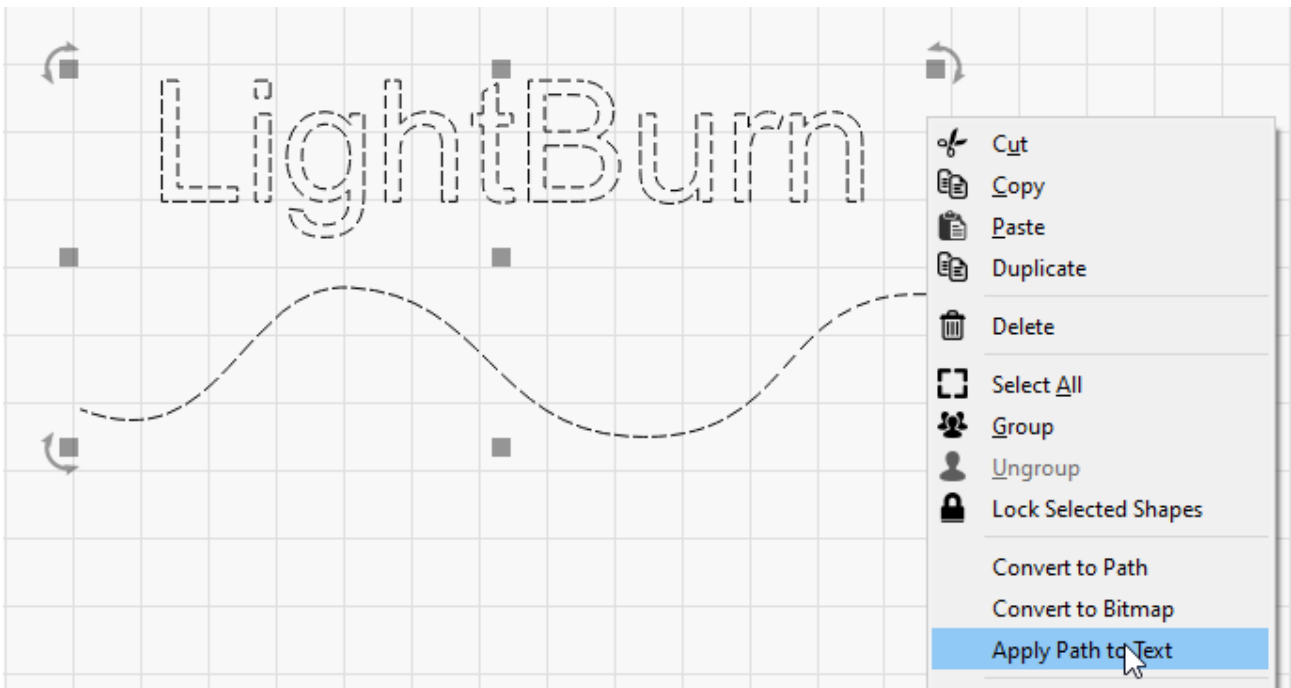 LightBurn
Cut
Copy
Paste
Duplicate
Delete
Select All
Group
Ungroup
Lock Selected Shapes
Convert to Path
Convert to Bitmap
Apply Path to Text